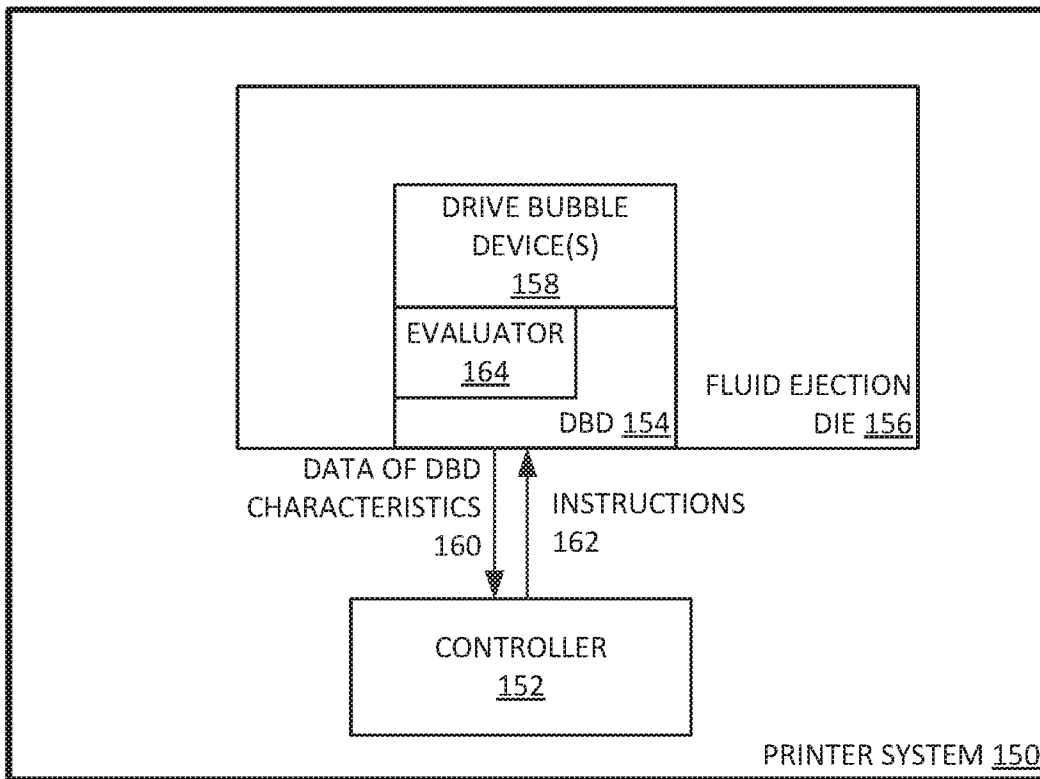 DRIVE BUBBLE
DEVICE(S)
158
EVALUATOR
164
DBD 154
FLUID EJECTION
DIE 156
DATA OF DBD
CHARACTERISTICS
160
INSTRUCTIONS
162
CONTROLLER
152
PRINTER SYSTEM 150